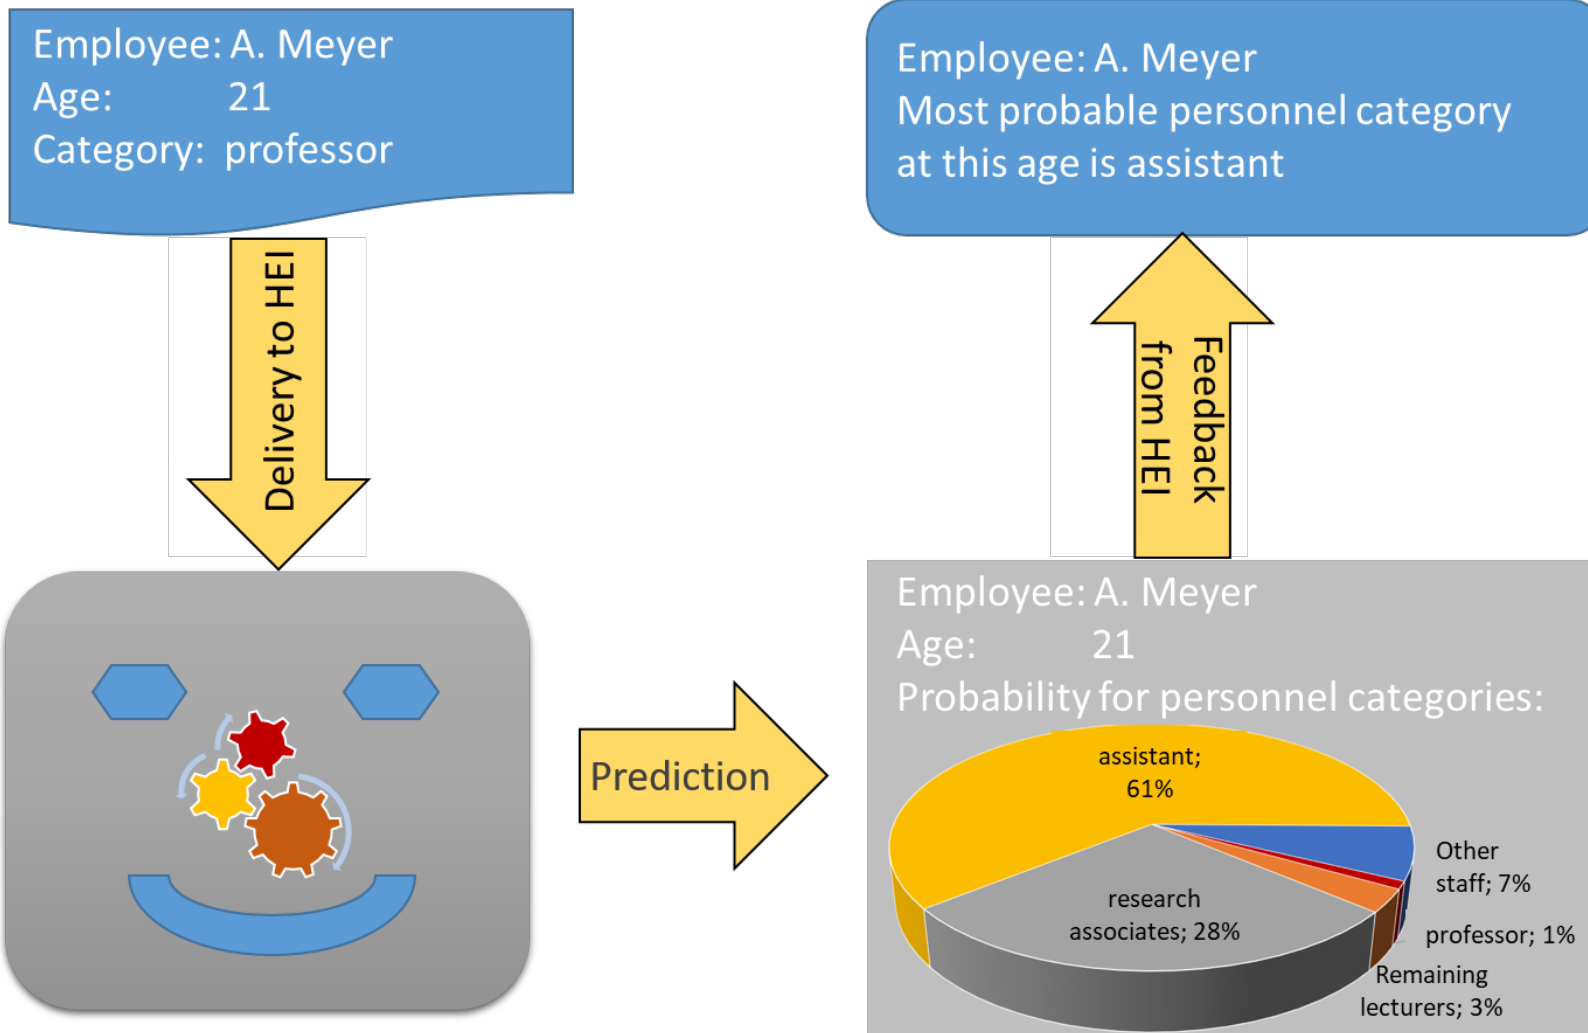 Employee: A. Meyer
Age: 21
Category: professor
Delivery to HEI
Prediction
Employee: A. Meyer
Age: 21
Probability for personnel categories:
assistant;
61%
Other
staff; 7%
research
associates; 28%
professor; 1%
Remaining
lecturers; 3%
Feedback
from HEI
Employee: A. Meyer
Most probable personnel category
at this age is assistant